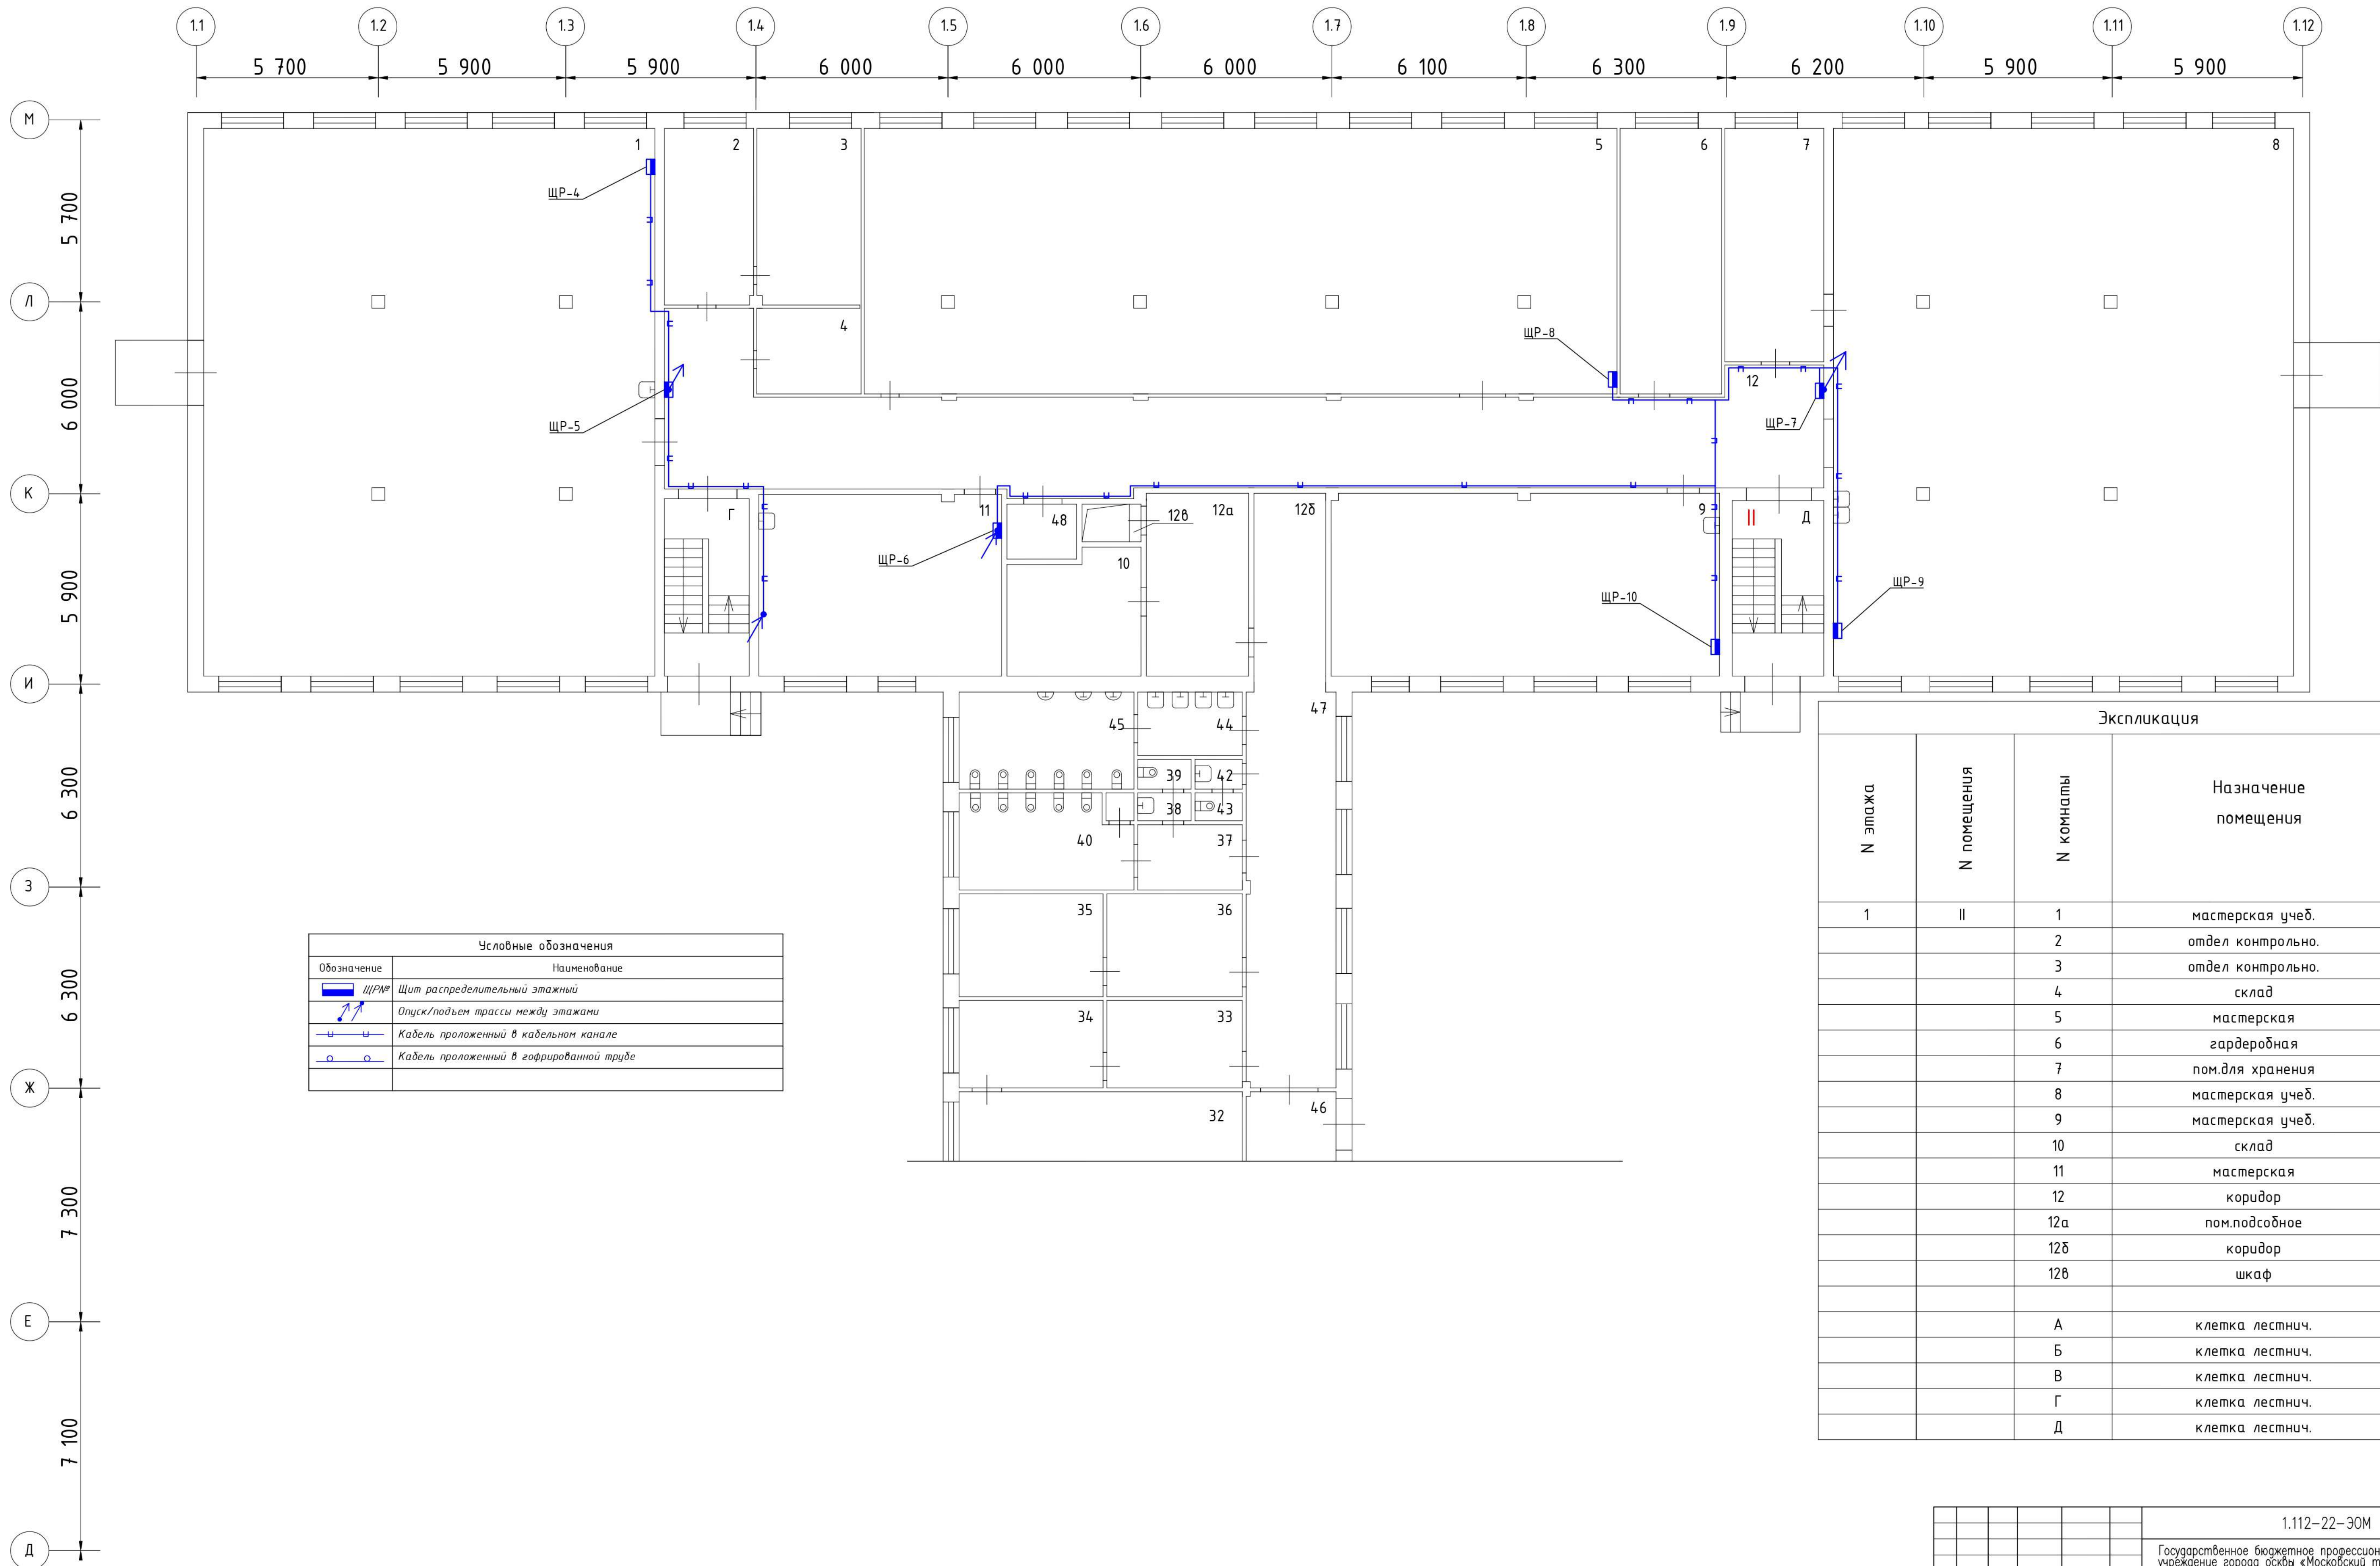 1.1 1.2 1.3 1.4 1.5 1.6 1.7 1.8 1.9 1.10 1.11 1.12
5 700 5 900 5 900 6 000 6 000 6 000 6 100 6 300 6 200 5 900 5 900
М
5 700
Л
6 000
К
5 900
И
6 300
З
6 300
Ж
7 300
Е
7 100
Д
1 2 3 5 6 7 8
ЩР-4
4
ЩР-8
12
ЩР-5
ЩР-7
Г
11
48
12в
12а
12б
9
II
Д
ЩР-6
10
ЩР-10
ЩР-9
47
45
44
39
42
38
43
40
37
35
36
34
33
32
46
Условные обозначения
Обозначение Наименование
ЩР№ Щит распределительный этажный
Опуск/подъем трассы между этажами
Кабель проложенный в кабельном канале
Кабель проложенный в гофрированной трубе
Экспликация
N этажа
N помещения
N комнаты
Назначение
помещения
1 II 1 мастерская учеб.
2 отдел контрольно.
3 отдел контрольно.
4 склад
5 мастерская
6 гардеробная
7 пом.для хранения
8 мастерская учеб.
9 мастерская учеб.
10 склад
11 мастерская
12 коридор
12а пом.подсобное
12б коридор
12в шкаф
А клетка лестнич.
Б клетка лестнич.
В клетка лестнич.
Г клетка лестнич.
Д клетка лестнич.
1.112-22-ЭОМ
Государственное бюджетное профессион
учреждение города осквы «Московский т